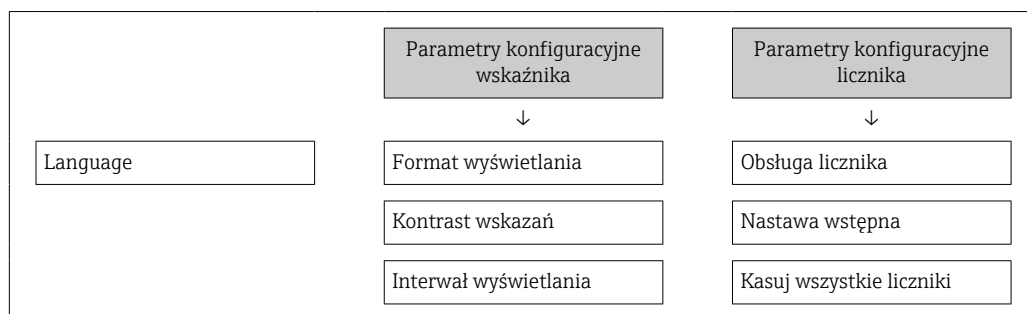 Parametry konfiguracyjne
wskaźnika
Parametry konfiguracyjne
licznika
↓
↓
Language
Format wyświetlania
Obsługa licznika
Kontrast wskazań
Nastawa wstępna
Interwał wyświetlania
Kasuj wszystkie liczniki